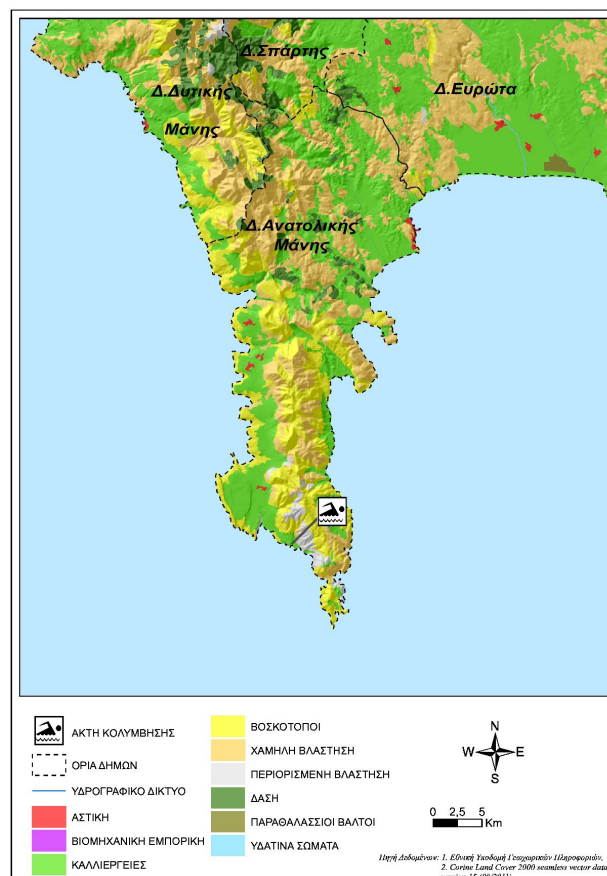 Δ.Σπάρτης
Δ.Δυτικής
Μάνης
Δ.Ευρώτα
Δ.Ανατολικής
Μάνης
ΑΚΤΗ ΚΟΛΥΜΒΗΣΗΣ
ΟΡΙΑ ΔΗΜΩΝ
ΥΔΡΟΓΡΑΦΙΚΟ ΔΙΚΤΥΟ
ΑΣΤΙΚΗ
ΒΙΟΜΗΧΑΝΙΚΗ ΕΜΠΟΡΙΚΗ
ΚΑΛΛΙΕΡΓΕΙΕΣ
ΒΟΣΚΟΤΟΠΟΙ
ΧΑΜΗΛΗ ΒΛΑΣΤΗΣΗ
ΠΕΡΙΟΡΙΣΜΕΝΗ ΒΛΑΣΤΗΣΗ
ΔΑΣΗ
ΠΑΡΑΘΑΛΑΣΣΙΟΙ ΒΑΛΤΟΙ
ΥΔΑΤΙΝΑ ΣΩΜΑΤΑ
N
W E
S
0 2,5 5
Km
Πηγή Δεδομένων: 1. Εθνική Υποδομή Γεωχωρικών Πληροφοριών,
2. Corine Land Cover 2000 seamless vector data